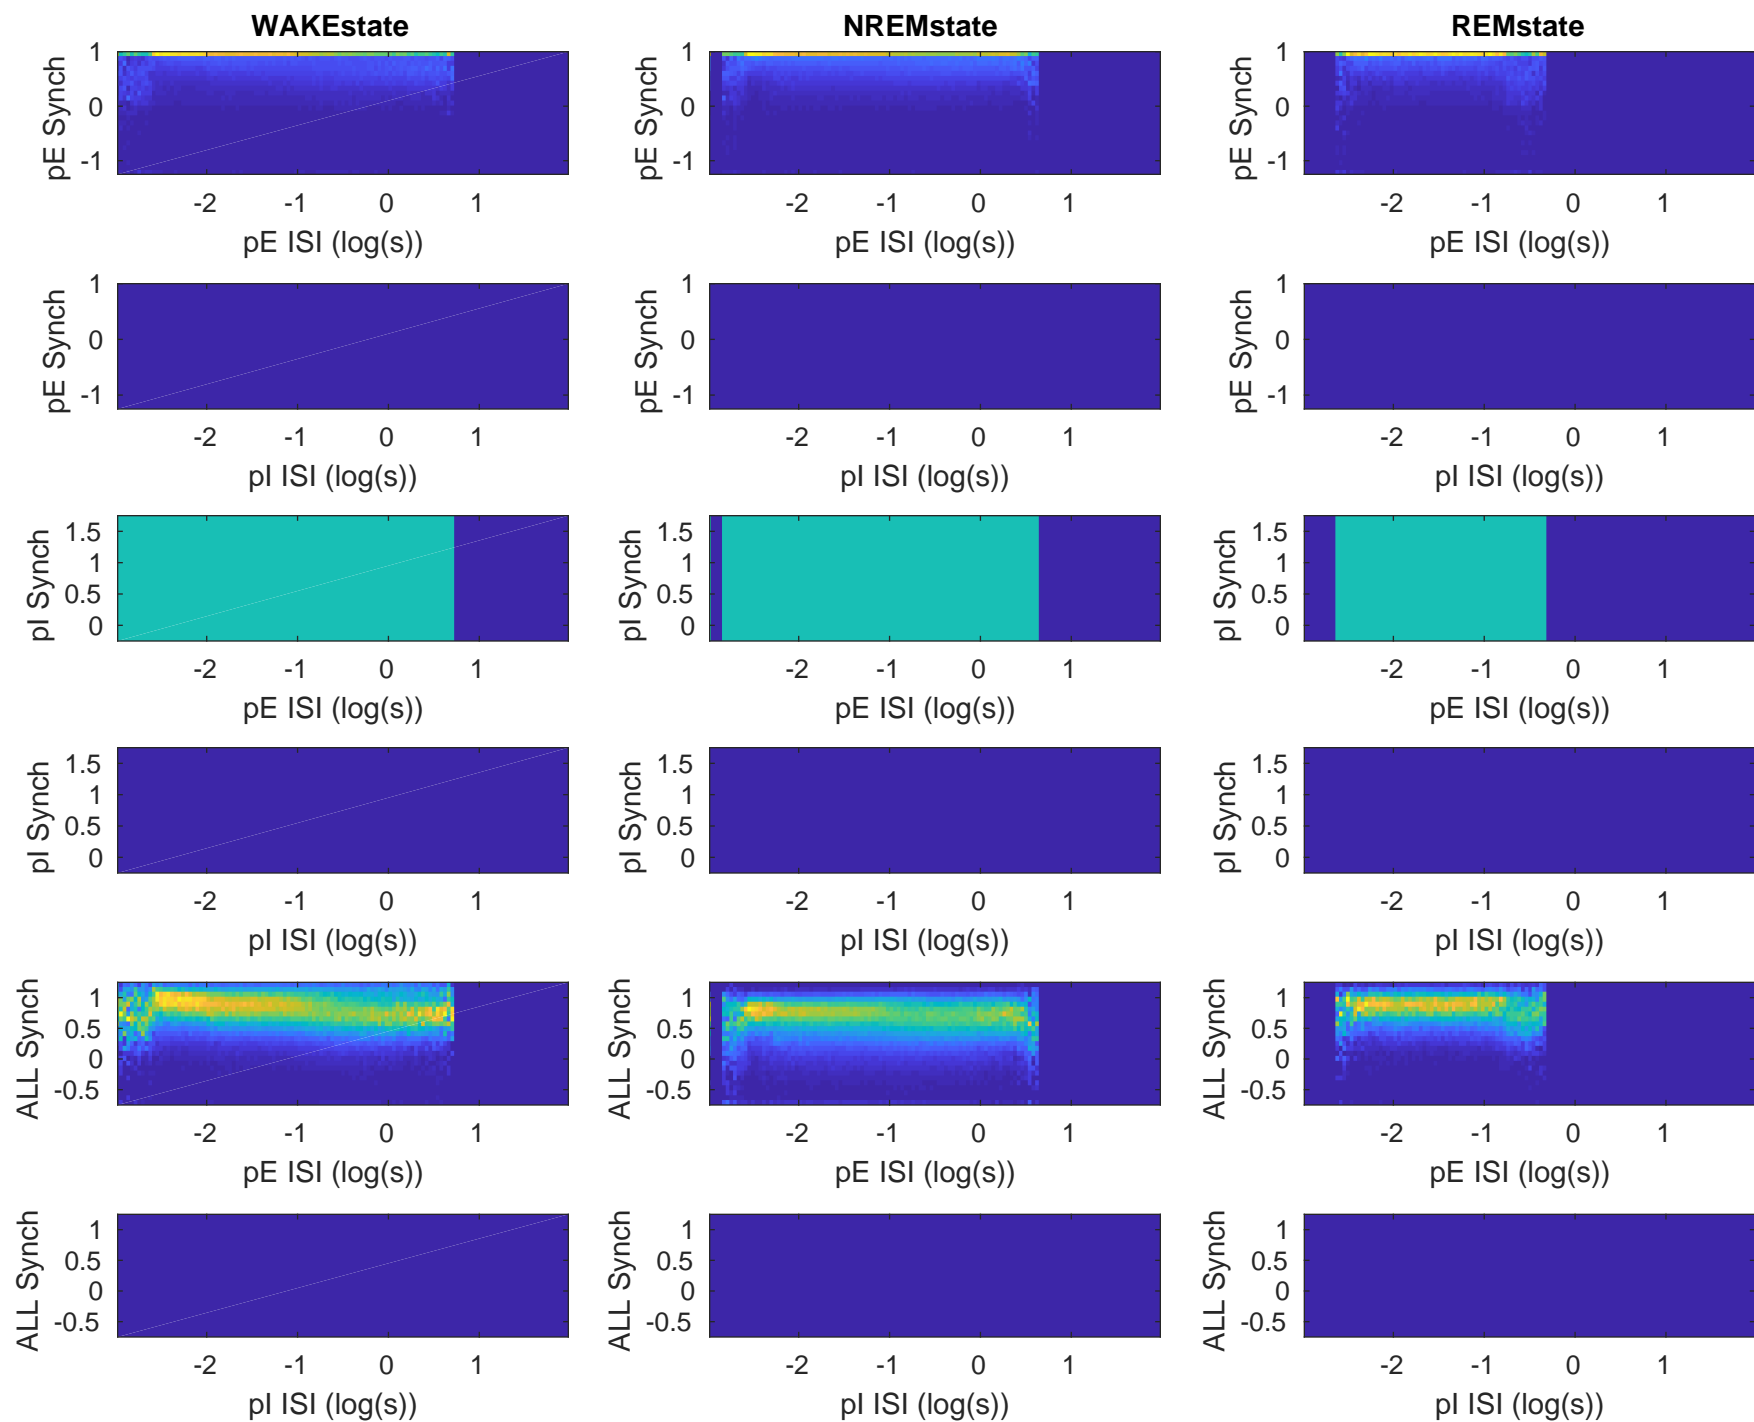 WAKEstate NREMstate REMstate
pE Synch 1 0 -1 pE Synch 1 0 -1 pE Synch 1 0 -1
-2 -1 0 1 -2 -1 0 1 -2 -1 0 1
pE ISI (log(s)) pE ISI (log(s)) pE ISI (log(s))
pE Synch 1 0 -1 pE Synch 1 0 -1 pE Synch 1 0 -1
-2 -1 0 1 -2 -1 0 1 -2 -1 0 1
pI ISI (log(s)) pI ISI (log(s)) pI ISI (log(s))
pI Synch 1.5 1 0.5 0 pI Synch 1.5 1 0.5 0 pI Synch 1.5 1 0.5 0
-2 -1 0 1 -2 -1 0 1 -2 -1 0 1
pE ISI (log(s)) pE ISI (log(s)) pE ISI (log(s))
pI Synch 1.5 1 0.5 0 pI Synch 1.5 1 0.5 0 pI Synch 1.5 1 0.5 0
-2 -1 0 1 -2 -1 0 1 -2 -1 0 1
pI ISI (log(s)) pI ISI (log(s)) pI ISI (log(s))
ALL Synch 1 0.5 0 -0.5 ALL Synch 1 0.5 0 -0.5 ALL Synch 1 0.5 0 -0.5
-2 -1 0 1 -2 -1 0 1 -2 -1 0 1
pE ISI (log(s)) pE ISI (log(s)) pE ISI (log(s))
ALL Synch 1 0.5 0 -0.5 ALL Synch 1 0.5 0 -0.5 ALL Synch 1 0.5 0 -0.5
-2 -1 0 1 -2 -1 0 1 -2 -1 0 1
pI ISI (log(s)) pI ISI (log(s)) pI ISI (log(s))